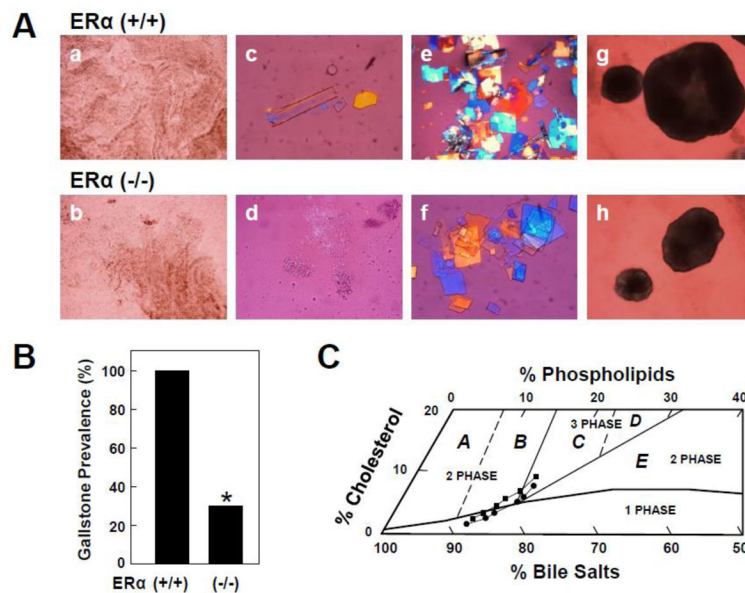 A
ERα (+/+)
a
c
e
g
ERα (-/-)
b
d
f
h
B
Gallstone Prevalence (%)
100
80
60
40
20
0
*
ERα (+/+) (-/-)
C
% Phospholipids
0 10 20 30 40
% Cholesterol
20
10
0
A
B
3 PHASE
C
D
2 PHASE
E
2 PHASE
1 PHASE
100 90 80 70 60 50
% Bile Salts